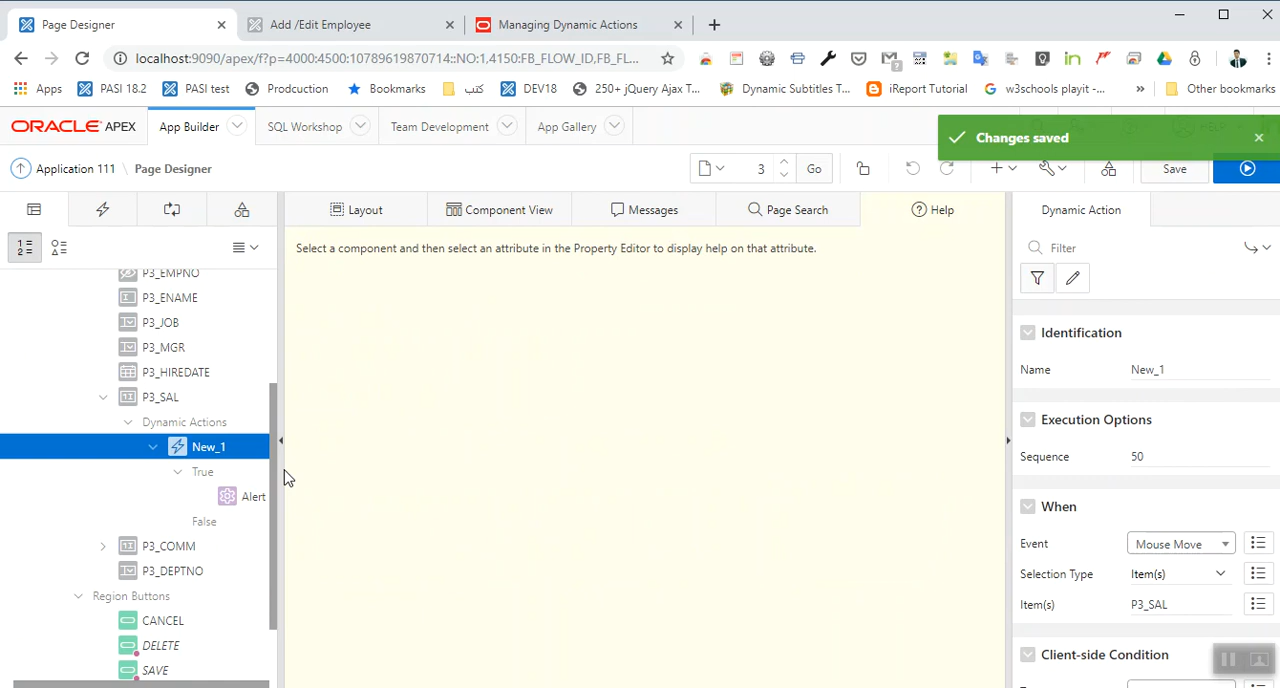 Page Designer
Add /Edit Employee
Managing Dynamic Actions
localhost:9090/apex/f?p=4000:4500:10789619870714::NO:1,4150:FB_FLOW_ID,FB_FL...
Apps
PASI 18.2
PASI test
Prodcuction
Bookmarks
كتب
DEV18
250+ jQuery Ajax T...
Dynamic Subtitles T...
iReport Tutorial
w3schools playit -...
Other bookmarks
ORACLE APEX
App Builder
SQL Workshop
Team Development
App Gallery
Changes saved
Application 111 \ Page Designer
3
Go
Save
Layout
Component View
Messages
Page Search
Help
Dynamic Action
Select a component and then select an attribute in the Property Editor to display help on that attribute.
Filter
P3_EMPNO
P3_ENAME
P3_JOB
P3_MGR
P3_HIREDATE
P3_SAL
Dynamic Actions
New_1
True
Alert
False
P3_COMM
P3_DEPTNO
Region Buttons
CANCEL
DELETE
SAVE
Identification
Name
New_1
Execution Options
Sequence
50
When
Event
Mouse Move
Selection Type
Item(s)
Item(s)
P3_SAL
Client-side Condition